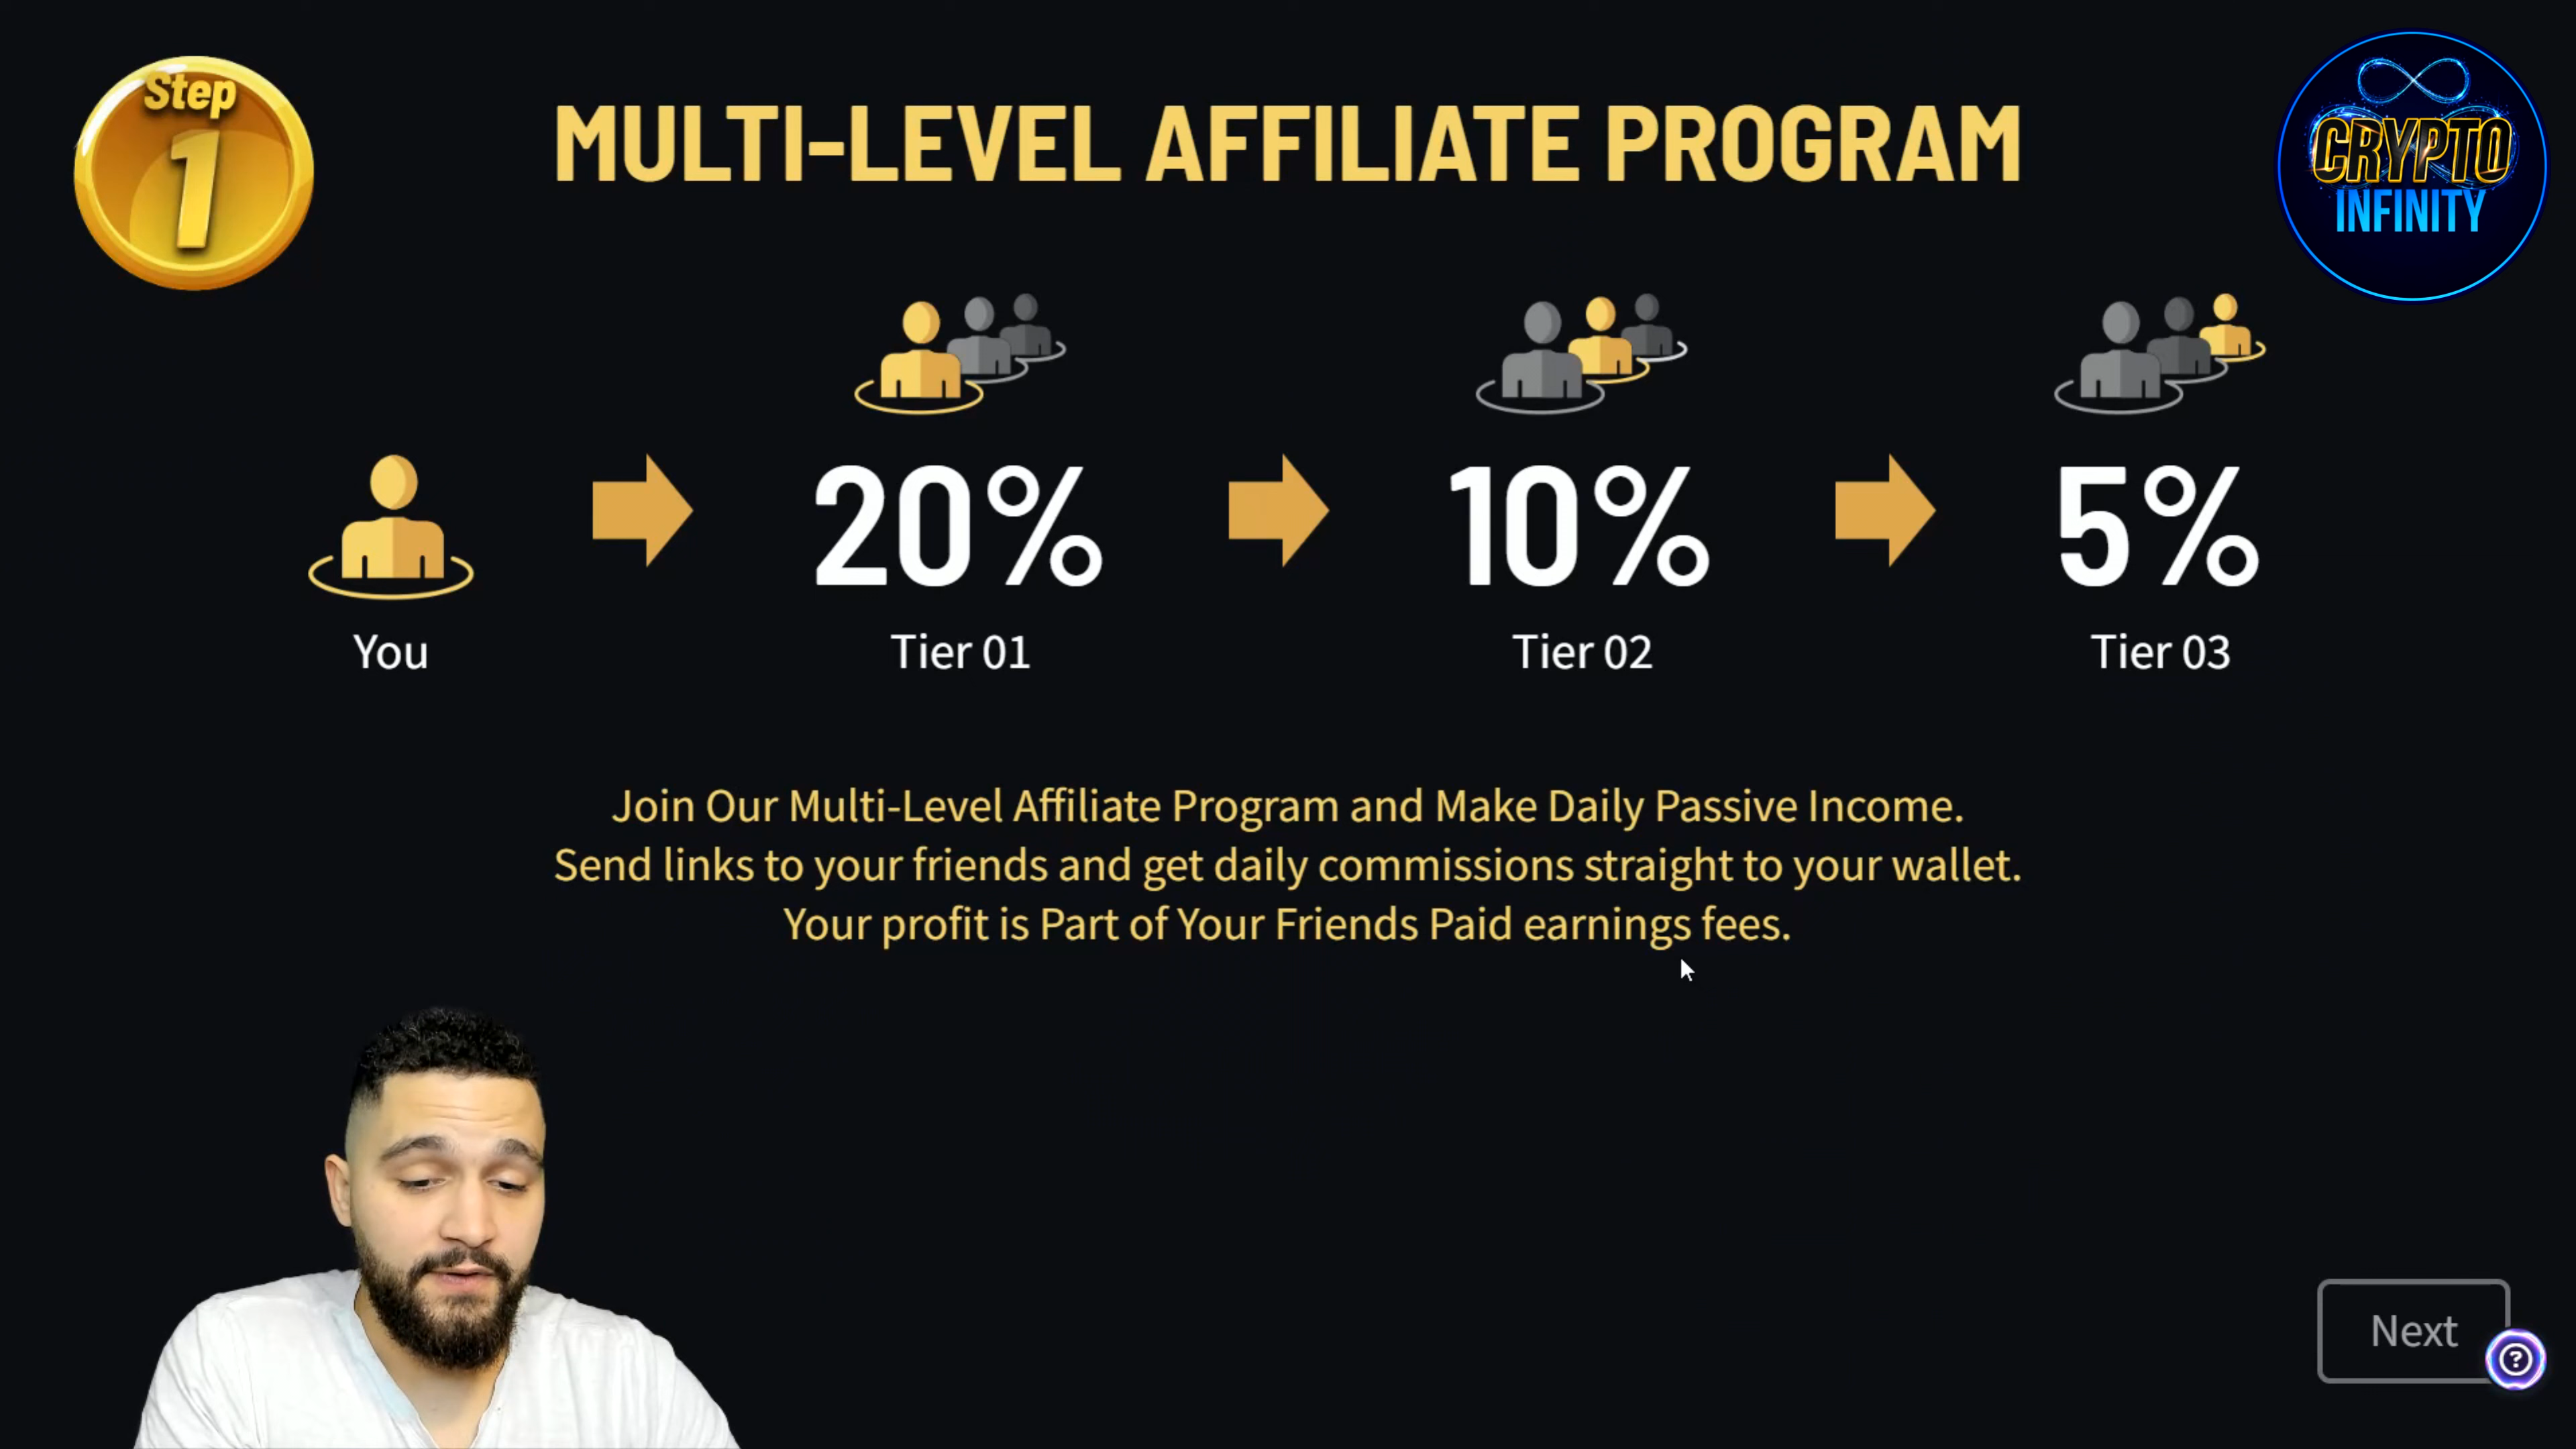 Step
1
MULTI-LEVEL AFFILIATE PROGRAM
CRYPTO
INFINITY
20%
10%
5%
You
Tier 01
Tier 02
Tier 03
Join Our Multi-Level Affiliate Program and Make Daily Passive Income.
Send links to your friends and get daily commissions straight to your wallet.
Your profit is Part of Your Friends Paid earnings fees.
Next
?